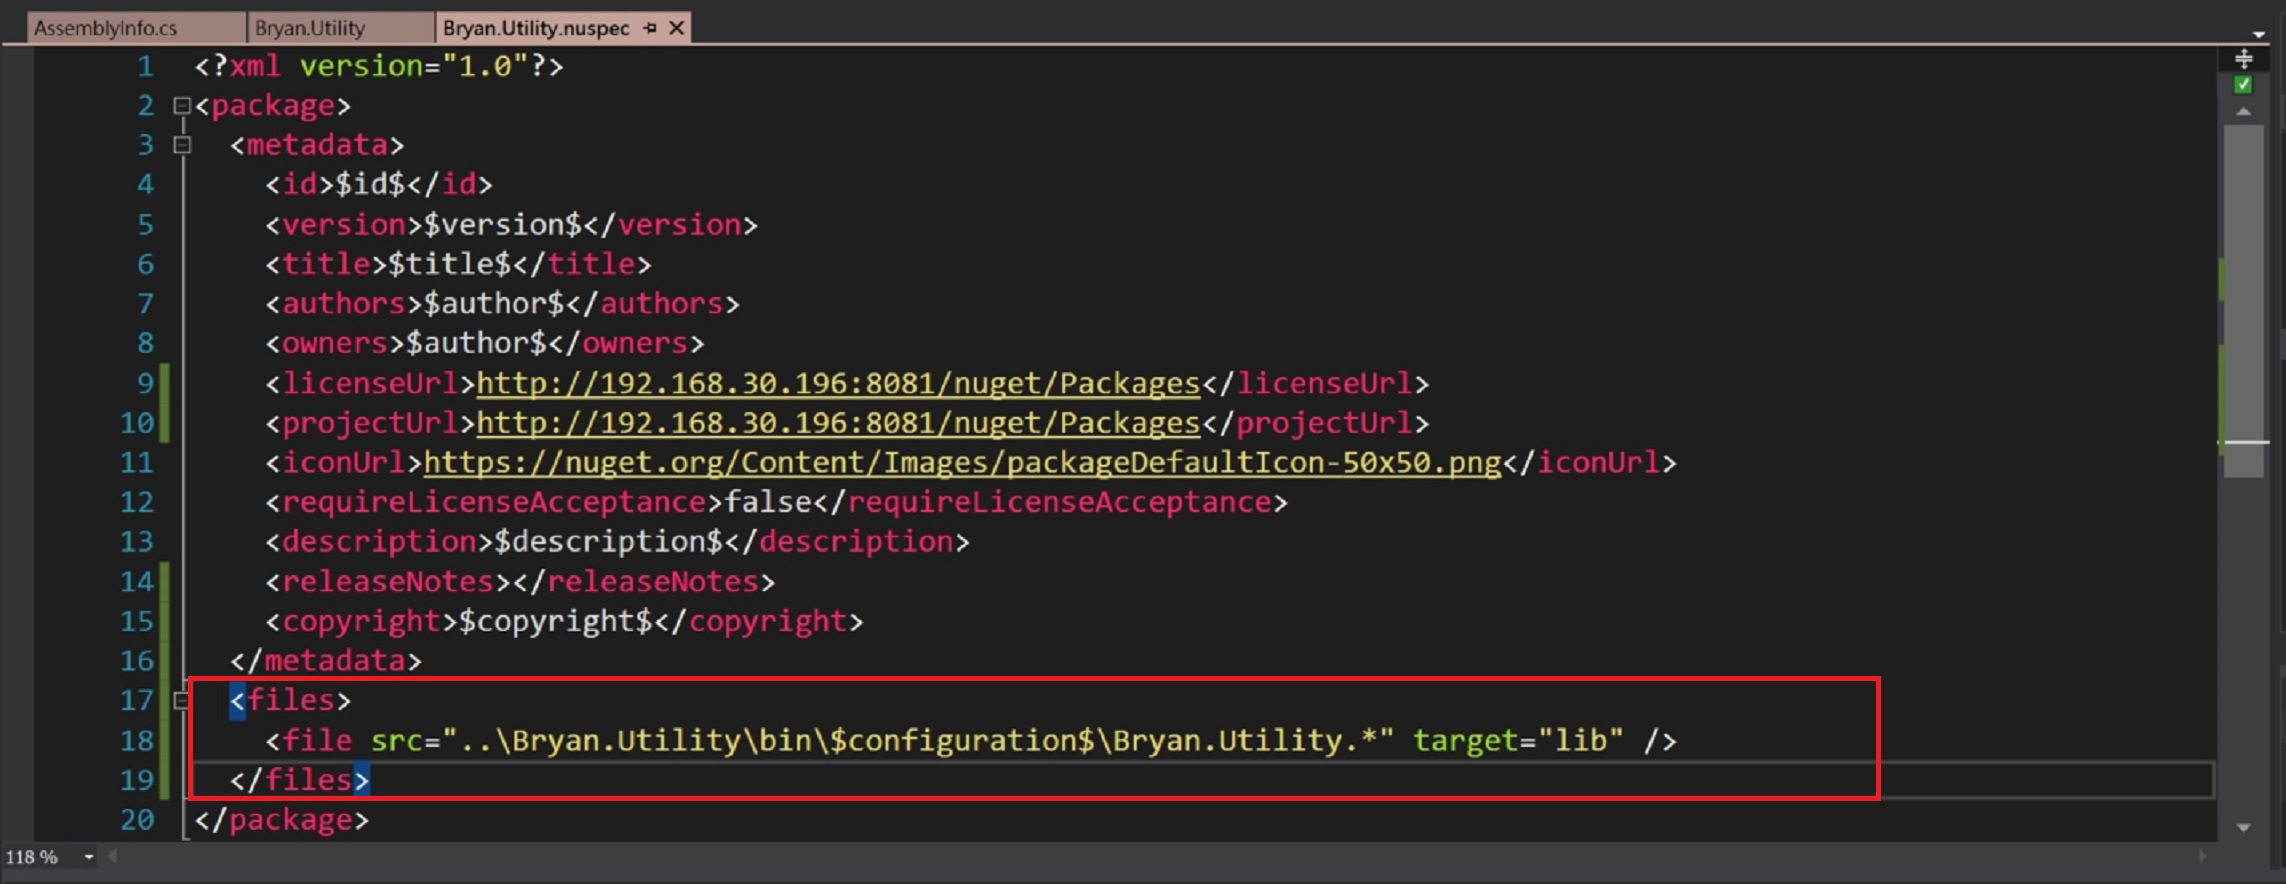 AssemblyInfo.cs Bryan.Utility Bryan.Utility.nuspec
1 <?xml version="1.0"?>
2 <package>
3 <metadata>
4 <id>$id$</id>
5 <version>$version$</version>
6 <title>$title$</title>
7 <authors>$author$</authors>
8 <owners>$author$</owners>
9 <licenseUrl>http://192.168.30.196:8081/nuget/Packages</licenseUrl>
10 <projectUrl>http://192.168.30.196:8081/nuget/Packages</projectUrl>
11 <iconUrl>https://nuget.org/Content/Images/packageDefaultIcon-50x50.png</iconUrl>
12 <requireLicenseAcceptance>false</requireLicenseAcceptance>
13 <description>$description$</description>
14 <releaseNotes></releaseNotes>
15 <copyright>$copyright$</copyright>
16 </metadata>
17 <files>
18 <file src="..\Bryan.Utility\bin\$configuration$\Bryan.Utility.*" target="lib" />
19 </files>
20 </package>
118 %